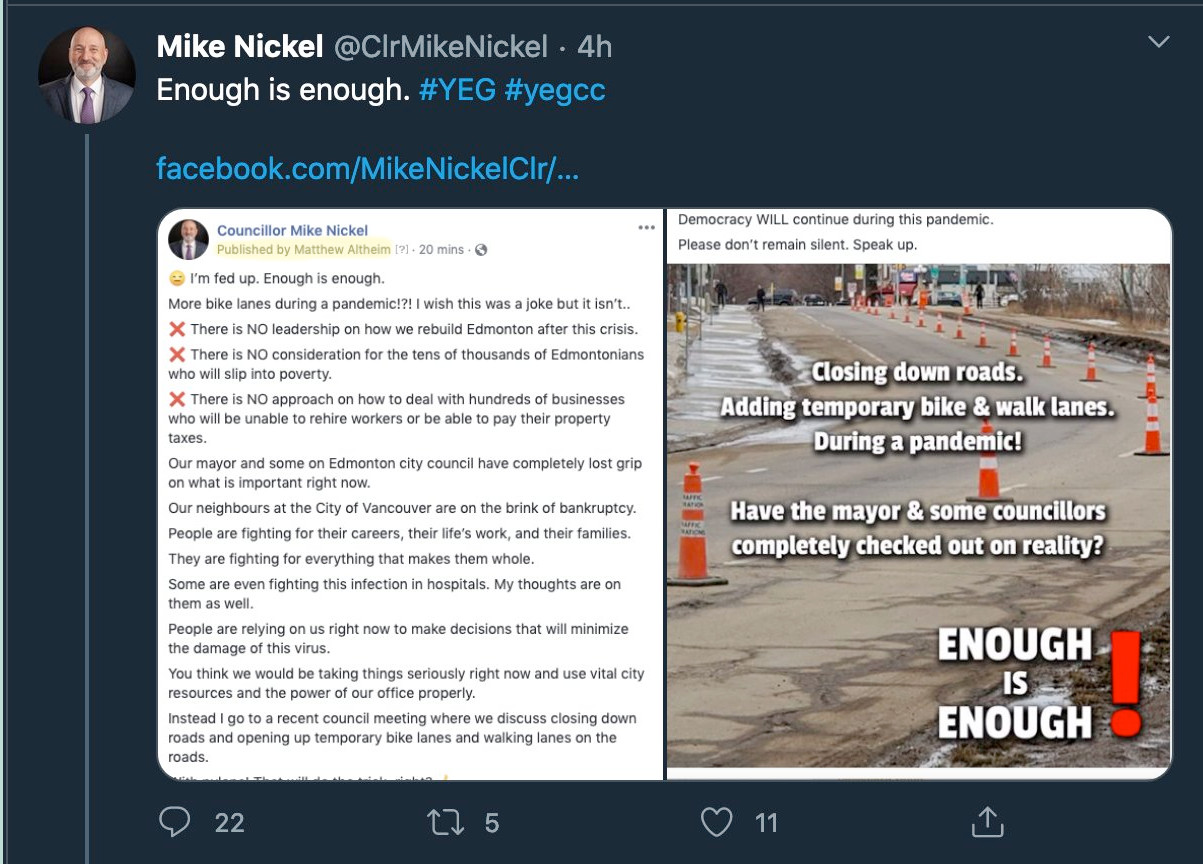 Mike Nickel @ClrMikeNickel · 4h
Enough is enough. #YEG #yegcc
facebook.com/MikeNickelClr/...
Councillor Mike Nickel
Published by Matthew Altheim [?] · 20 mins ·
I'm fed up. Enough is enough.
More bike lanes during a pandemic!?! I wish this was a joke but it isn't..
❌ There is NO leadership on how we rebuild Edmonton after this crisis.
❌ There is NO consideration for the tens of thousands of Edmontonians
who will slip into poverty.
❌ There is NO approach on how to deal with hundreds of businesses
who will be unable to rehire workers or be able to pay their property
taxes.
Our mayor and some on Edmonton city council have completely lost grip
on what is important right now.
Our neighbours at the City of Vancouver are on the brink of bankruptcy.
People are fighting for their careers, their life's work, and their families.
They are fighting for everything that makes them whole.
Some are even fighting this infection in hospitals. My thoughts are on
them as well.
People are relying on us right now to make decisions that will minimize
the damage of this virus.
You think we would be taking things seriously right now and use vital city
resources and the power of our office properly.
Instead I go to a recent council meeting where we discuss closing down
roads and opening up temporary bike lanes and walking lanes on the
roads.
With pylons! That will do the trick, right?
Democracy WILL continue during this pandemic.
Please don't remain silent. Speak up.
Closing down roads.
Adding temporary bike & walk lanes.
During a pandemic!
Have the mayor & some councillors
completely checked out on reality?
ENOUGH
IS
ENOUGH!
22
5
11